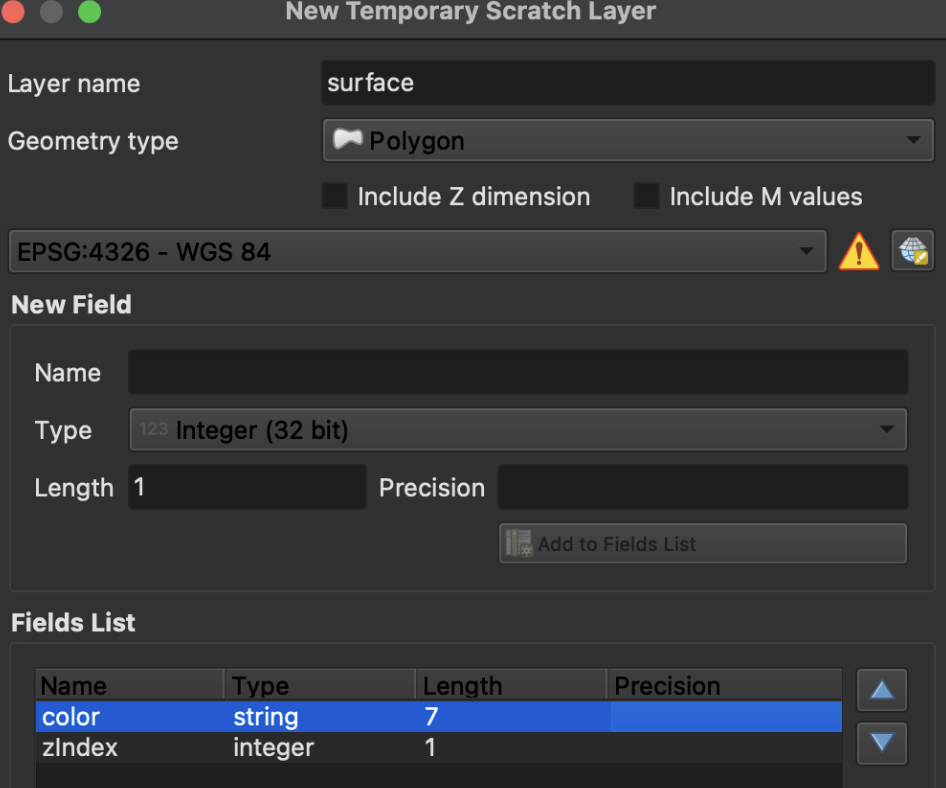 New Temporary Scratch Layer
Layer name surface
Geometry type Polygon
Include Z dimension Include M values
EPSG:4326 - WGS 84
New Field
Name
Type 123 Integer (32 bit)
Length 1 Precision
Add to Fields List
Fields List
Name Type Length Precision
color string 7
zIndex integer 1